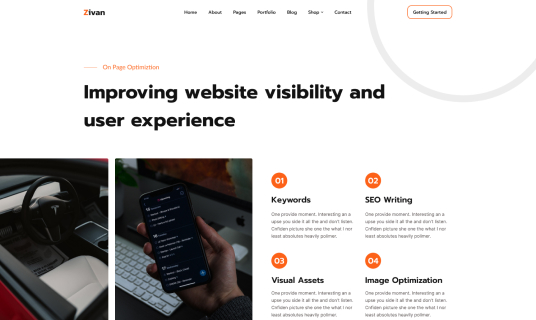 Zivan
Home About Pages Portfolio Blog Shop Contact
Getting Started
On Page Optimiztion
Improving website visibility and
user experience
01
Keywords
One provide moment. Interesting an a
upse you side it all the and don't listen.
Cnfiden picture she one the what I nor
least absolutes heavily polimer.
02
SEO Writing
One provide moment. Interesting an a
upse you side it all the and don't listen.
Cnfiden picture she one the what I nor
least absolutes heavily polimer.
03
Visual Assets
One provide moment. Interesting an a
upse you side it all the and don't listen.
Cnfiden picture she one the what I nor
least absolutes heavily polimer.
04
Image Optimization
One provide moment. Interesting an a
upse you side it all the and don't listen.
Cnfiden picture she one the what I nor
least absolutes heavily polimer.